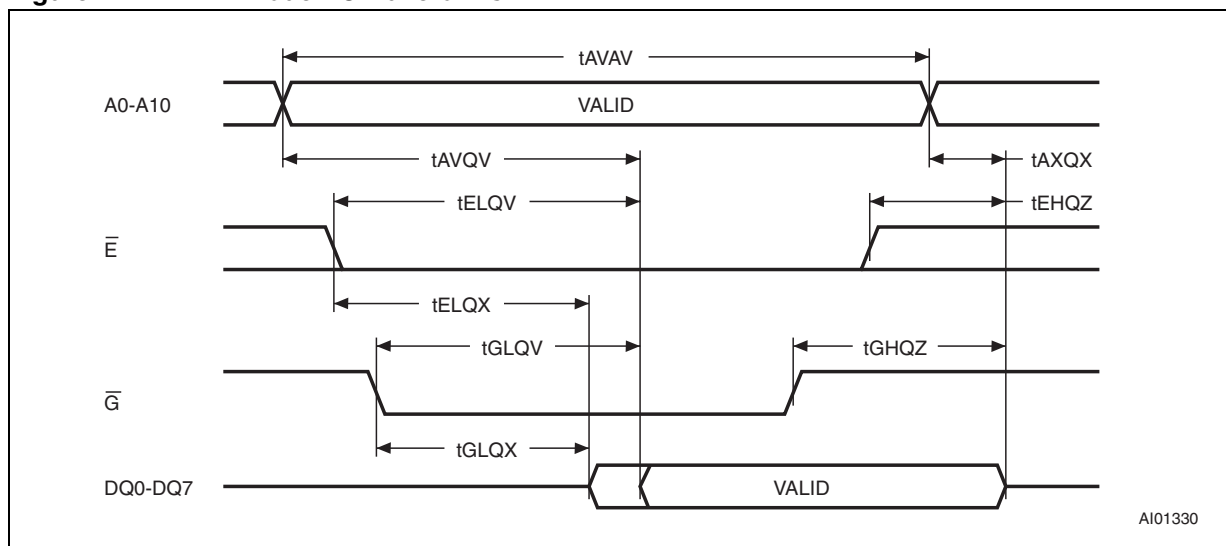 tAVAV
A0-A10
VALID
tAVQV
tAXQX
tELQV
tEHQZ
E̅
tELQX
tGLQV
tGHQZ
G̅
tGLQX
DQ0-DQ7
VALID
AI01330